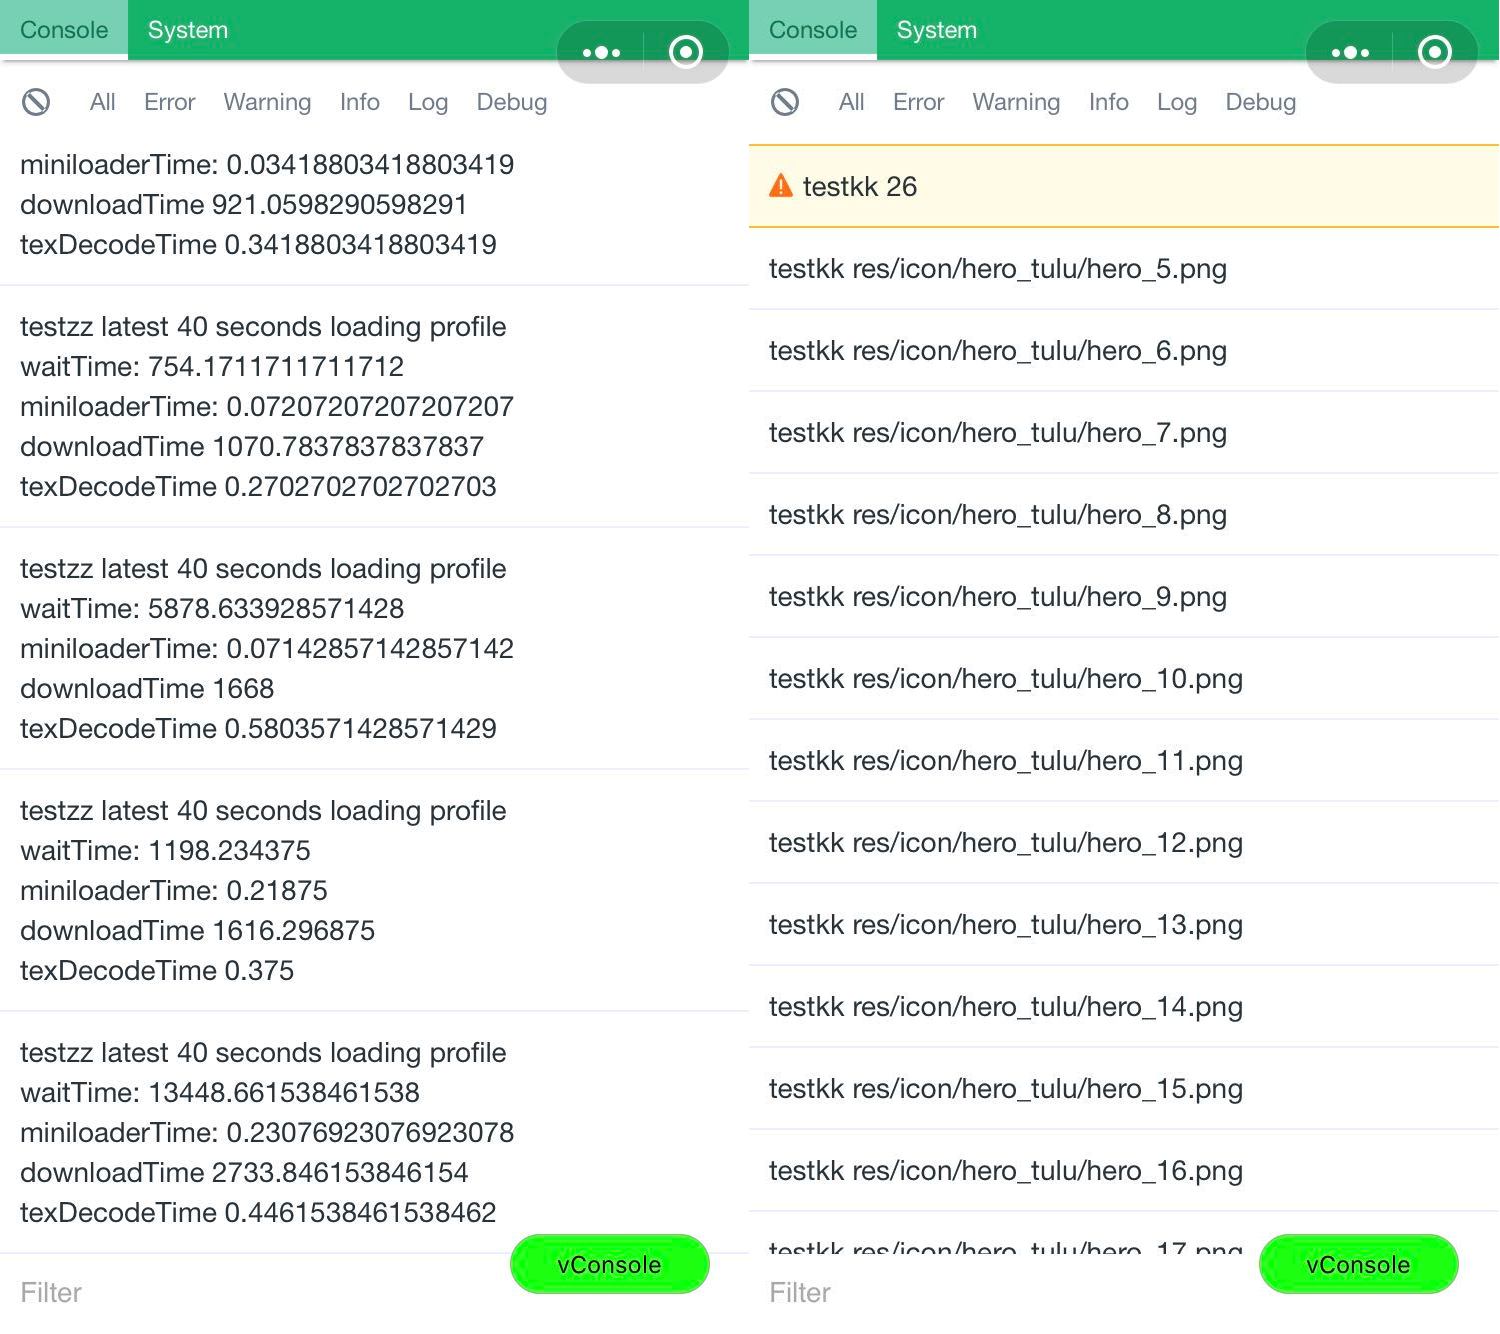 Console System
All Error Warning Info Log Debug
miniloaderTime: 0.03418803418803419
downloadTime 921.0598290598291
texDecodeTime 0.3418803418803419
testzz latest 40 seconds loading profile
waitTime: 754.1711711711712
miniloaderTime: 0.07207207207207207
downloadTime 1070.7837837837837
texDecodeTime 0.2702702702702703
testzz latest 40 seconds loading profile
waitTime: 5878.633928571428
miniloaderTime: 0.07142857142857142
downloadTime 1668
texDecodeTime 0.5803571428571429
testzz latest 40 seconds loading profile
waitTime: 1198.234375
miniloaderTime: 0.21875
downloadTime 1616.296875
texDecodeTime 0.375
testzz latest 40 seconds loading profile
waitTime: 13448.661538461538
miniloaderTime: 0.23076923076923078
downloadTime 2733.846153846154
texDecodeTime 0.4461538461538462
vConsole
Filter
Console System
All Error Warning Info Log Debug
testkk 26
testkk res/icon/hero_tulu/hero_5.png
testkk res/icon/hero_tulu/hero_6.png
testkk res/icon/hero_tulu/hero_7.png
testkk res/icon/hero_tulu/hero_8.png
testkk res/icon/hero_tulu/hero_9.png
testkk res/icon/hero_tulu/hero_10.png
testkk res/icon/hero_tulu/hero_11.png
testkk res/icon/hero_tulu/hero_12.png
testkk res/icon/hero_tulu/hero_13.png
testkk res/icon/hero_tulu/hero_14.png
testkk res/icon/hero_tulu/hero_15.png
testkk res/icon/hero_tulu/hero_16.png
testkk res/icon/hero_tulu/hero_17.png
vConsole
Filter